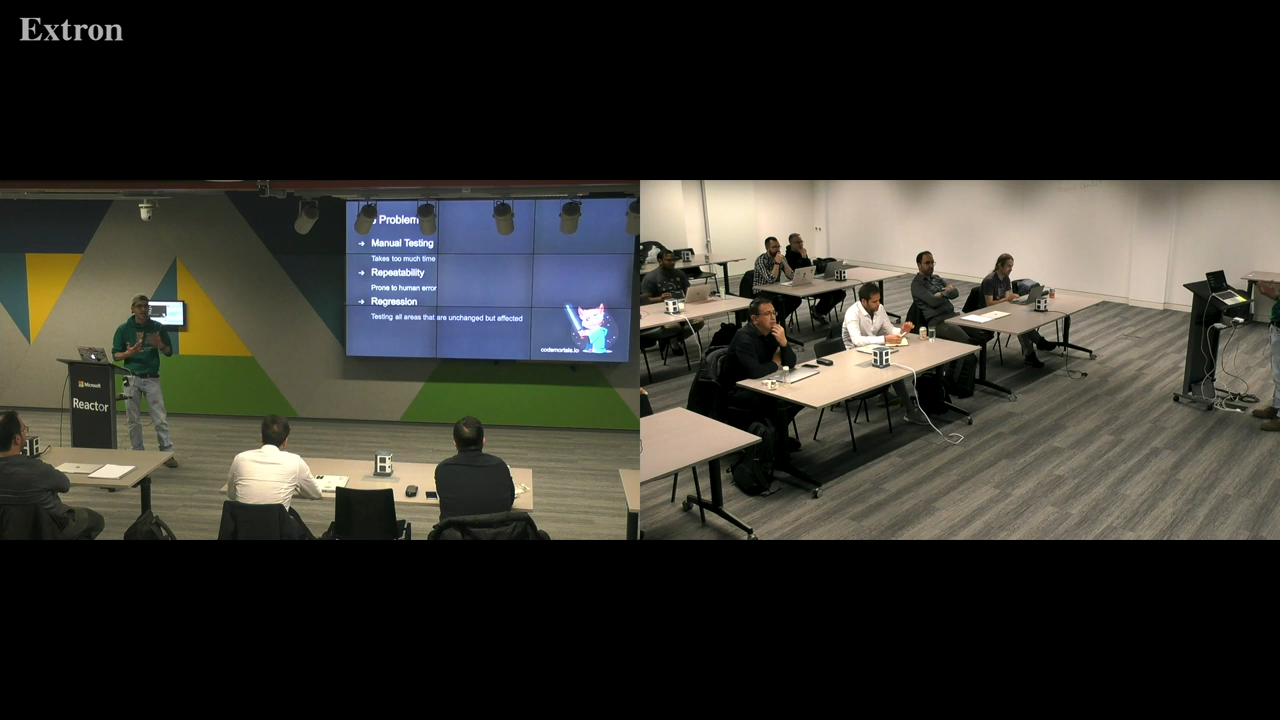 Extron
Problem
➔ Manual Testing
Takes too much time
➔ Repeatability
Prone to human error
➔ Regression
Testing all areas that are unchanged but affected
codemortals.io
Microsoft
Reactor